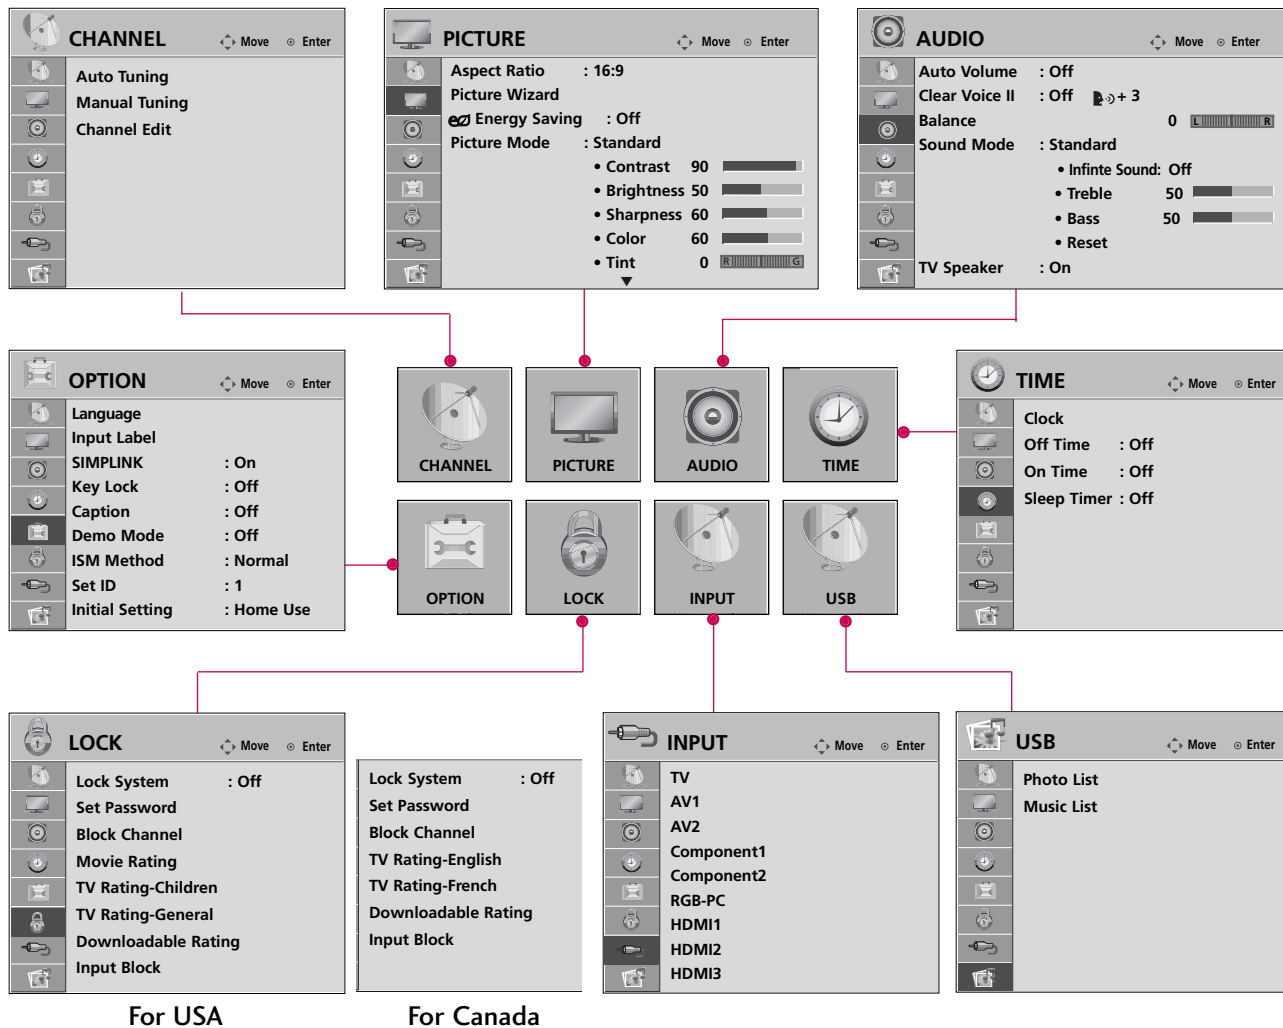 CHANNEL
Move
Enter
Auto Tuning
Manual Tuning
Channel Edit
PICTURE
Move
Enter
Aspect Ratio : 16:9
Picture Wizard
Energy Saving : Off
Picture Mode : Standard
• Contrast 90
• Brightness 50
• Sharpness 60
• Color 60
• Tint 0 R G
AUDIO
Move
Enter
Auto Volume : Off
Clear Voice II : Off + 3
Balance 0 L R
Sound Mode : Standard
• Infinte Sound: Off
• Treble 50
• Bass 50
• Reset
TV Speaker : On
OPTION
Move
Enter
Language
Input Label
SIMPLINK : On
Key Lock : Off
Caption : Off
Demo Mode : Off
ISM Method : Normal
Set ID : 1
Initial Setting : Home Use
CHANNEL
PICTURE
AUDIO
TIME
OPTION
LOCK
INPUT
USB
TIME
Move
Enter
Clock
Off Time : Off
On Time : Off
Sleep Timer : Off
LOCK
Move
Enter
Lock System : Off
Set Password
Block Channel
Movie Rating
TV Rating-Children
TV Rating-General
Downloadable Rating
Input Block
For USA
Lock System : Off
Set Password
Block Channel
TV Rating-English
TV Rating-French
Downloadable Rating
Input Block
For Canada
INPUT
Move
Enter
TV
AV1
AV2
Component1
Component2
RGB-PC
HDMI1
HDMI2
HDMI3
USB
Move
Enter
Photo List
Music List